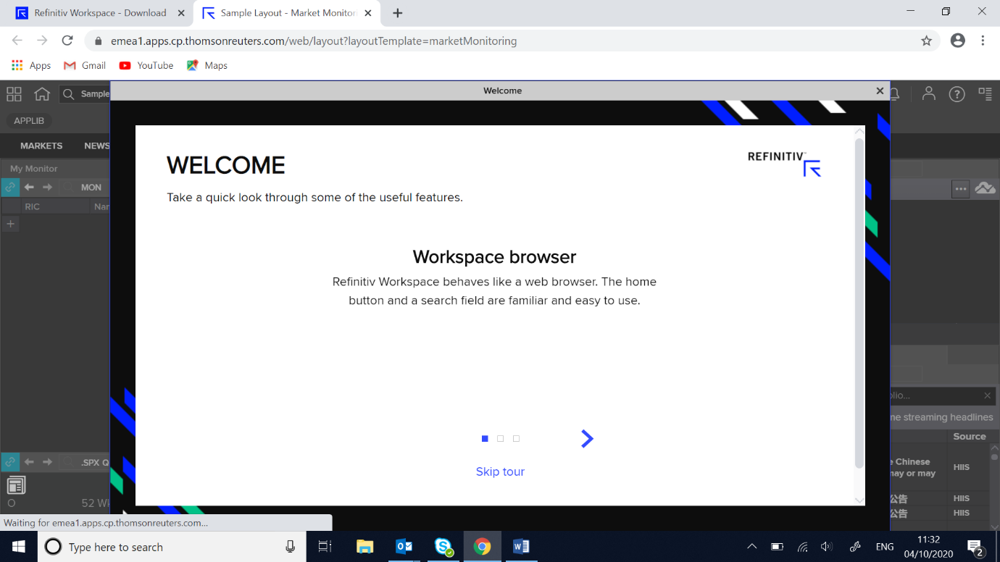 Refinitiv Workspace - Download
Sample Layout - Market Monitori
emea1.apps.cp.thomsonreuters.com/web/layout?layoutTemplate=marketMonitoring
Apps
Gmail
YouTube
Maps
Sample
Welcome
APPLIB
MARKETS
NEWS
My Monitor
MON
RIC
Nar
WELCOME
REFINITIV
Take a quick look through some of the useful features.
Workspace browser
Refinitiv Workspace behaves like a web browser. The home
button and a search field are familiar and easy to use.
Skip tour
.SPX Q
O
52 Wk
olio...
ne streaming headlines
Source
e Chinese
may or may
HIIS
公告
HIIS
公告
HIIS
Waiting for emea1.apps.cp.thomsonreuters.com...
Type here to search
ENG
11:32
04/10/2020
2